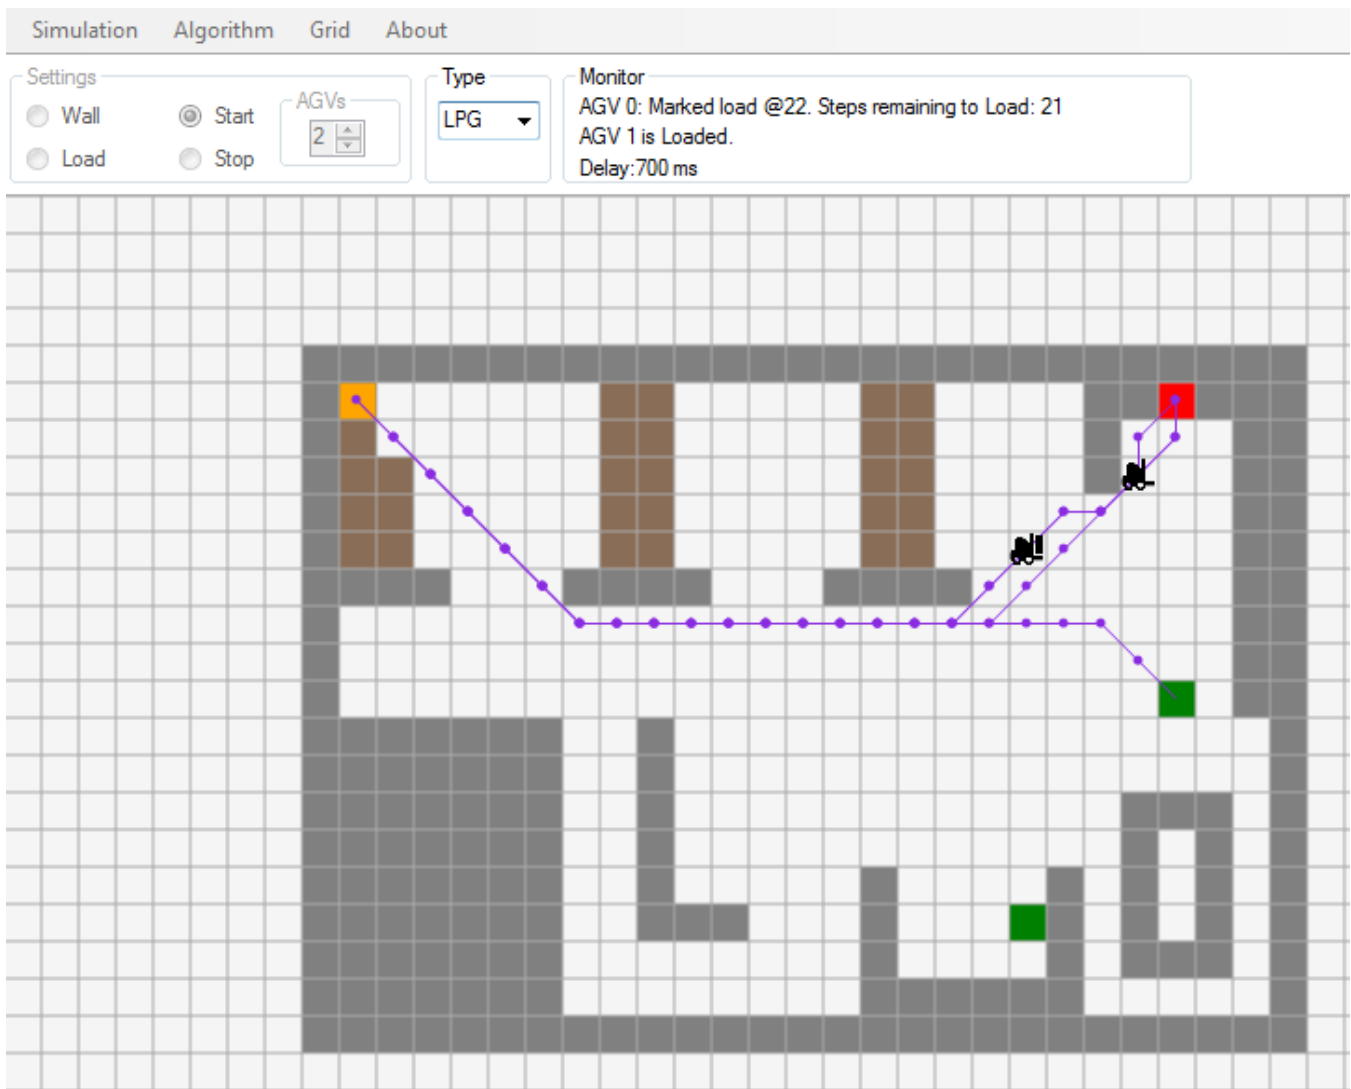 Simulation Algorithm Grid About
Settings
Wall
Start
Load
Stop
AGVs
2
Type
LPG
Monitor
AGV 0: Marked load @22. Steps remaining to Load: 21
AGV 1 is Loaded.
Delay:700 ms